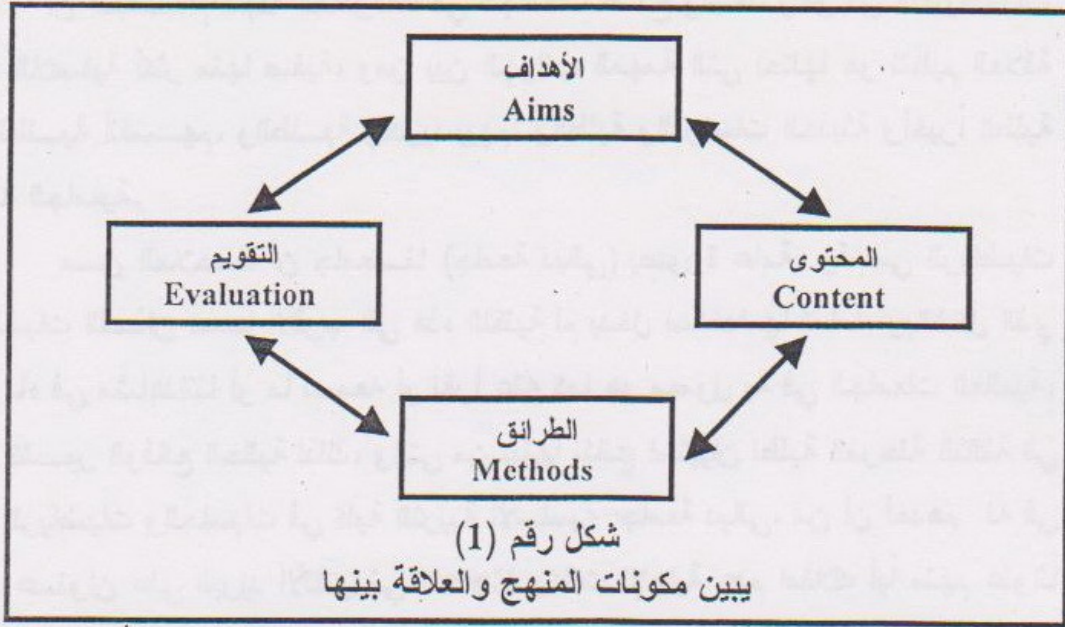 الأهداف
Aims
التقويم
Evaluation
المحتوى
Content
الطرائق
Methods
شكل رقم (1)
يبين مكونات المنهج والعلاقة بينها